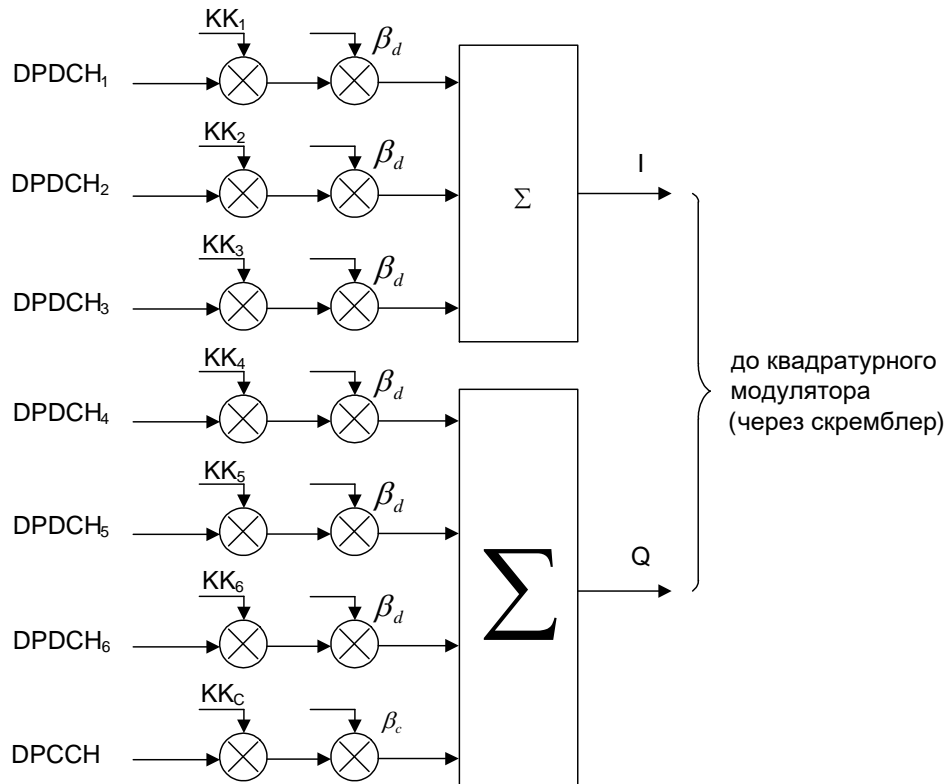 KK₁
β_d
DPDCH₁
KK₂
β_d
I
DPDCH₂
Σ
KK₃
β_d
DPDCH₃
до квадратурного
модулятора
(через скремблер)
KK₄
β_d
DPDCH₄
KK₅
β_d
DPDCH₅
Σ
Q
KK₆
β_d
DPDCH₆
KK_C
β_c
DPCCH